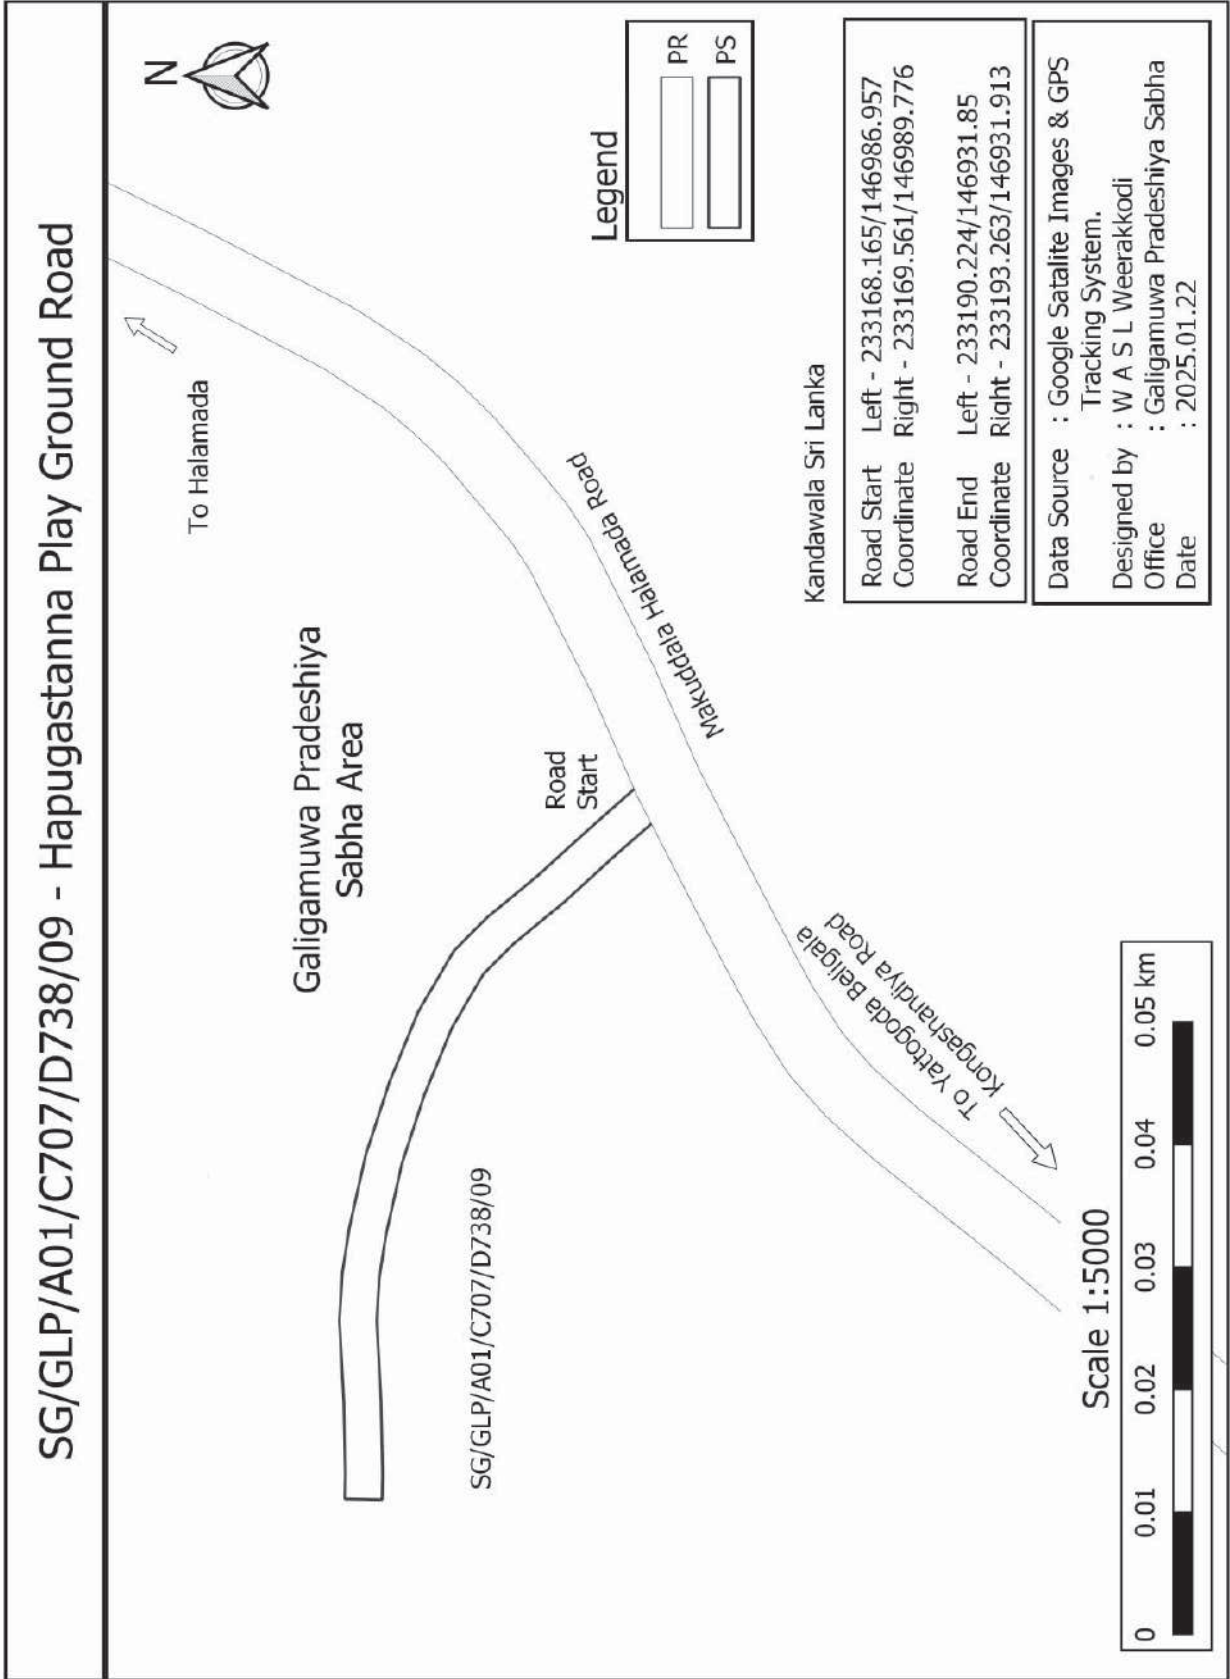 SG/GLP/A01/C707/D738/09 - Hapugastanna Play Ground Road
N
To Halamada
Galigamuwa Pradeshiya
Sabha Area
Road
Start
Makuddala Halamada Road
SG/GLP/A01/C707/D738/09
To Yattogoda Beligala
Kongashandiya Road
Legend
PR
PS
Kandawala Sri Lanka
Road Start Left - 233168.165/146986.957
Coordinate Right - 233169.561/146989.776
Road End Left - 233190.224/146931.85
Coordinate Right - 233193.263/146931.913
Data Source : Google Satalite Images & GPS
Tracking System.
Designed by : W A S L Weerakkodi
Office : Galigamuwa Pradeshiya Sabha
Date : 2025.01.22
Scale 1:5000
0 0.01 0.02 0.03 0.04 0.05 km